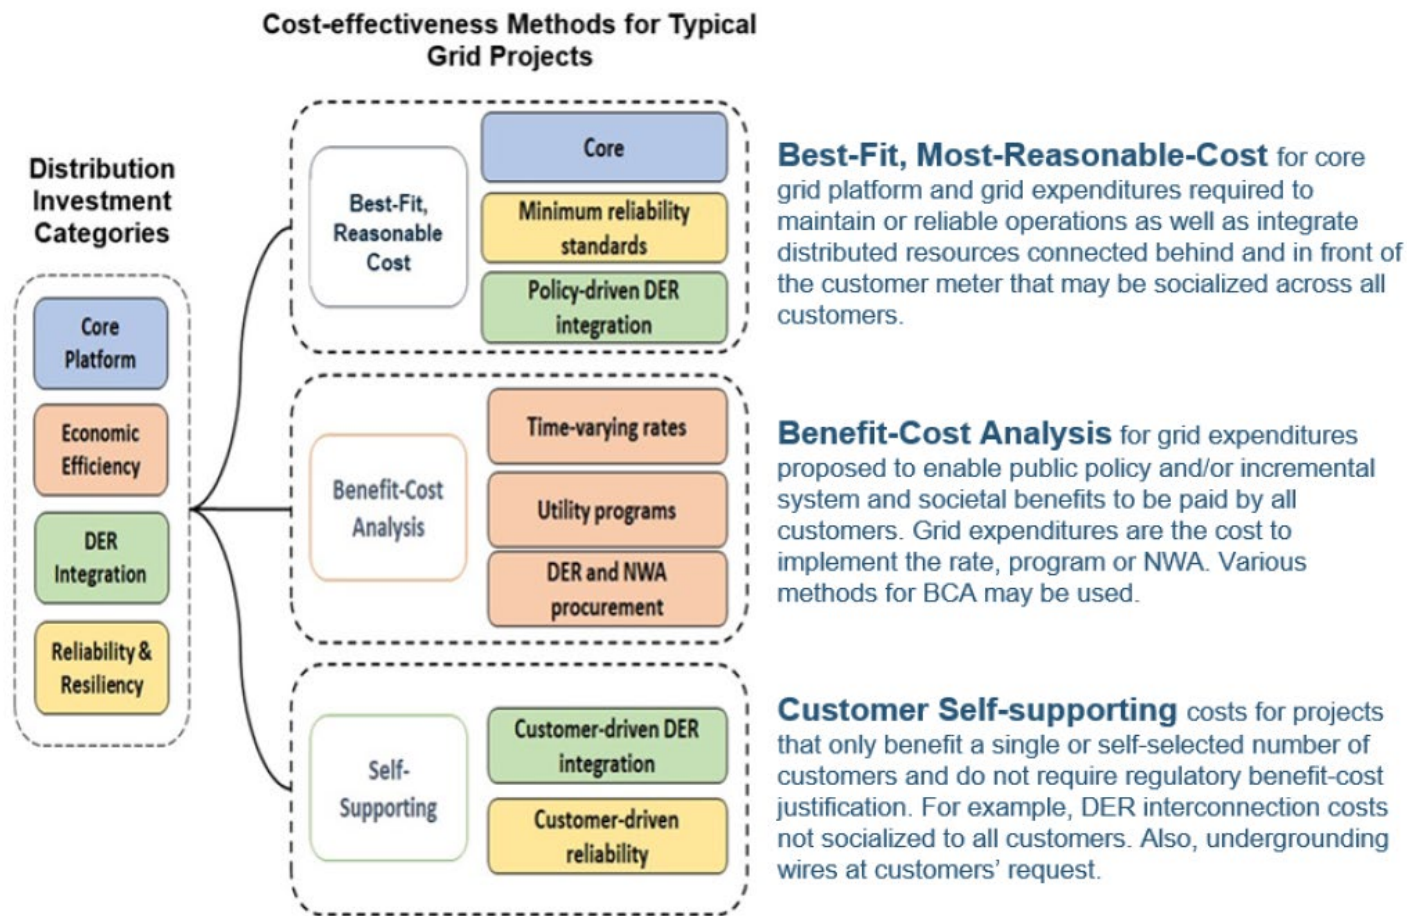 Cost-effectiveness Methods for Typical
Grid Projects
Distribution
Investment
Categories
Core
Platform
Economic
Efficiency
DER
Integration
Reliability &
Resiliency
Best-Fit,
Reasonable
Cost
Core
Minimum reliability
standards
Policy-driven DER
integration
Best-Fit, Most-Reasonable-Cost for core
grid platform and grid expenditures required to
maintain or reliable operations as well as integrate
distributed resources connected behind and in front of
the customer meter that may be socialized across all
customers.
Benefit-Cost
Analysis
Time-varying rates
Utility programs
DER and NWA
procurement
Benefit-Cost Analysis for grid expenditures
proposed to enable public policy and/or incremental
system and societal benefits to be paid by all
customers. Grid expenditures are the cost to
implement the rate, program or NWA. Various
methods for BCA may be used.
Self-
Supporting
Customer-driven DER
integration
Customer-driven
reliability
Customer Self-supporting costs for projects
that only benefit a single or self-selected number of
customers and do not require regulatory benefit-cost
justification. For example, DER interconnection costs
not socialized to all customers. Also, undergrounding
wires at customers' request.